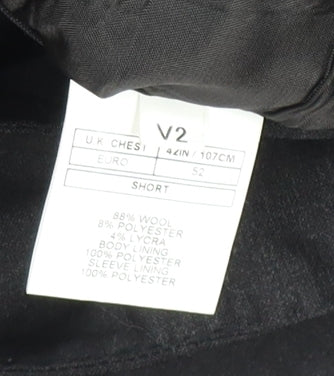 V2
U.K. CHEST 42IN / 107CM
EURO 52
SHORT
88% WOOL
8% POLYESTER
4% LYCRA
BODY LINING
100% POLYESTER
SLEEVE LINING
100% POLYESTER